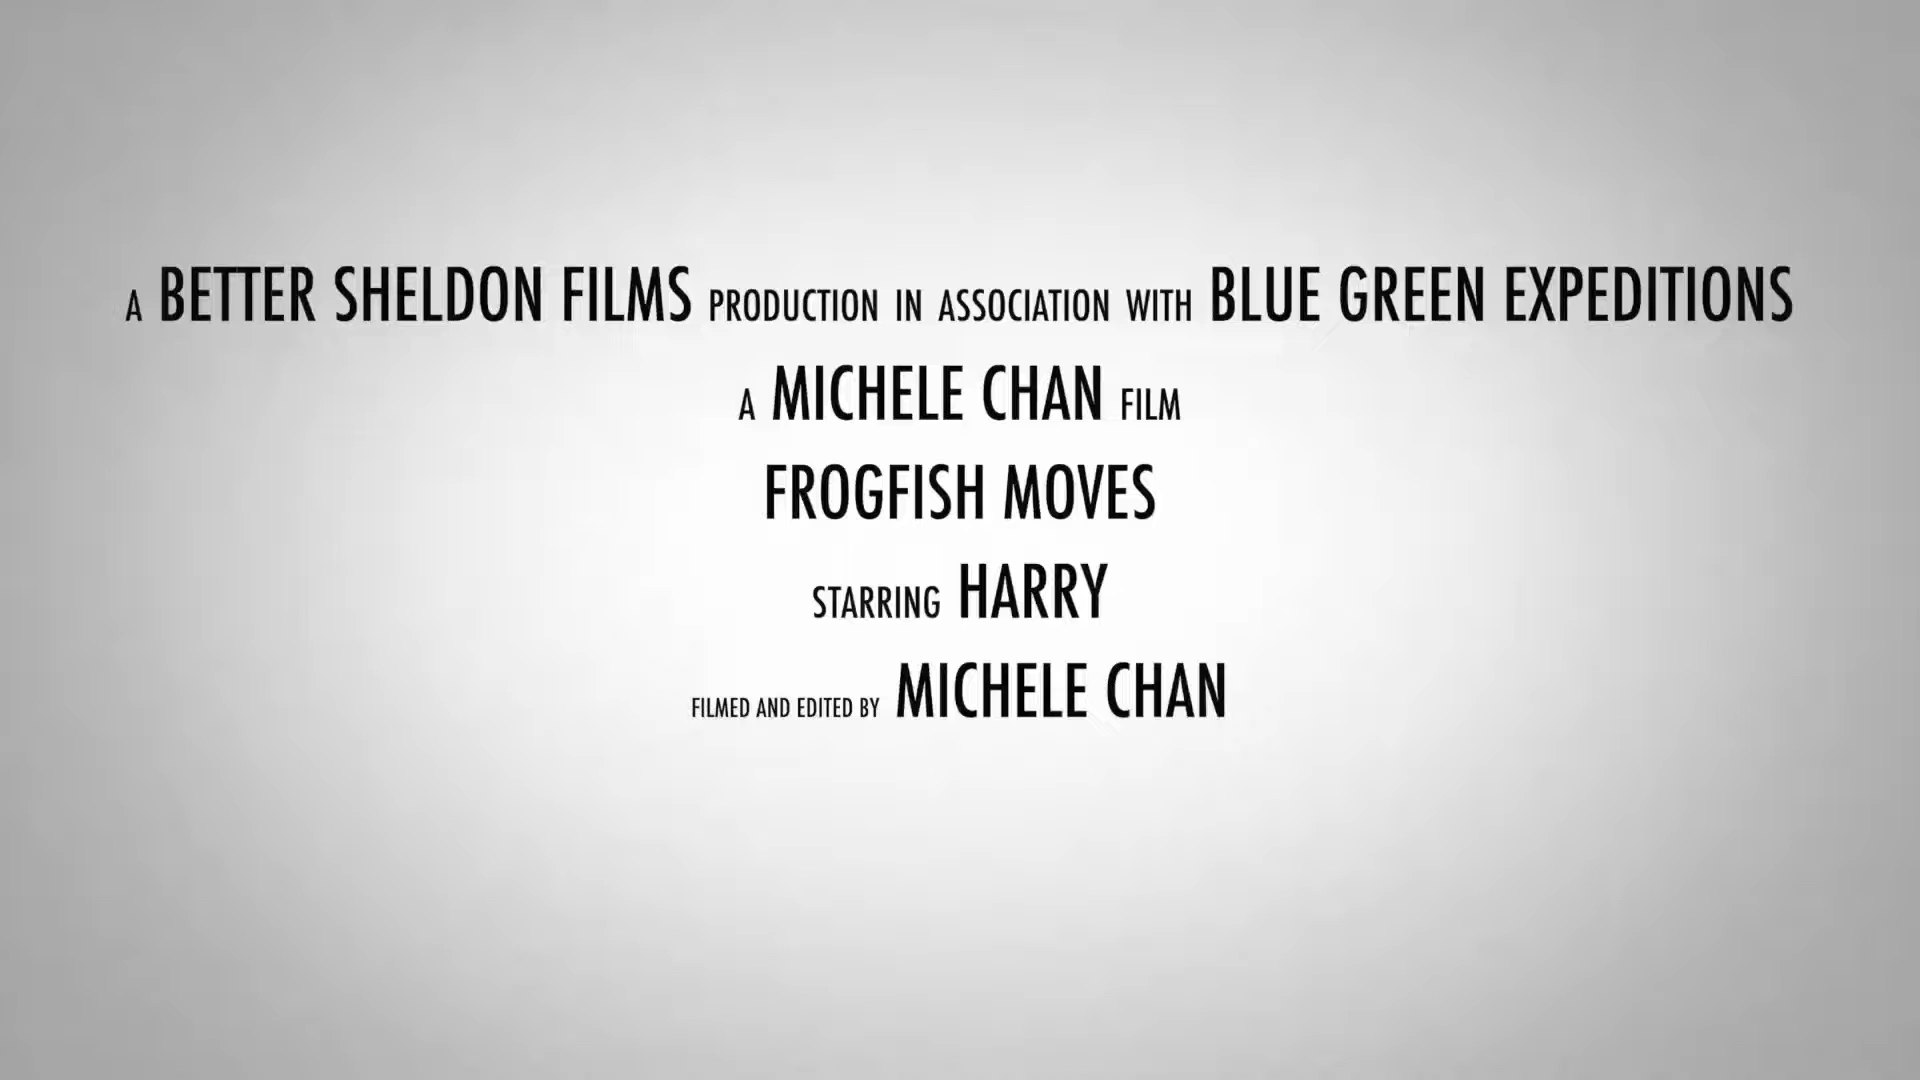 A BETTER SHELDON FILMS PRODUCTION IN ASSOCIATION WITH BLUE GREEN EXPEDITIONS
A MICHELE CHAN FILM
FROGFISH MOVES
STARRING HARRY
FILMED AND EDITED BY MICHELE CHAN